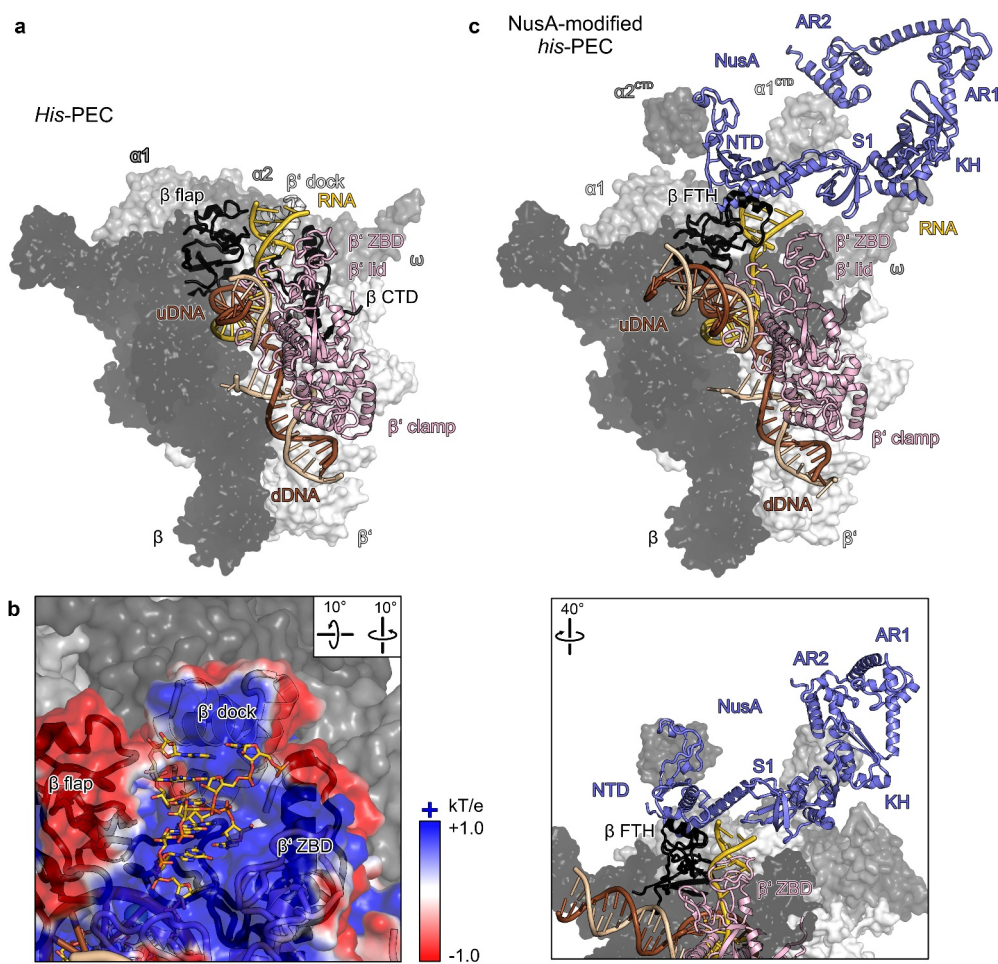 a
His-PEC
α1
α2
β flap
β‘ dock
RNA
β‘ ZBD
β‘ lid
ω
β CTD
uDNA
β‘ clamp
dDNA
β
β‘
c
NusA-modified
his-PEC
AR2
NusA
α2CTD
α1CTD
AR1
NTD
S1
KH
α1
β FTH
RNA
β‘ ZBD
β‘ lid
ω
uDNA
β‘ clamp
dDNA
β
β‘
b
10°
10°
β‘ dock
β flap
β‘ ZBD
+
kT/e
+1.0
-1.0
40°
AR1
AR2
NusA
S1
NTD
KH
β FTH
β‘ ZBD